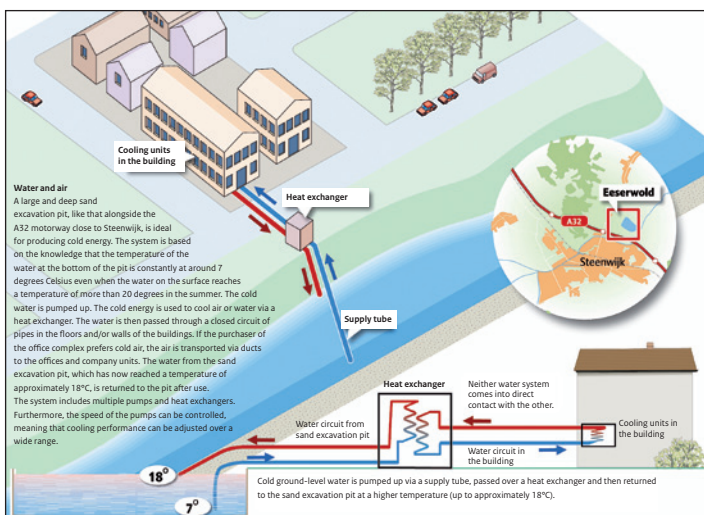 Cooling units
in the building
Heat exchanger
Supply tube
Water and air
A large and deep sand
excavation pit, like that alongside the
A32 motorway close to Steenwijk, is ideal
for producing cold energy. The system is based
on the knowledge that the temperature of the
water at the bottom of the pit is constantly at around 7
degrees Celsius even when the water on the surface reaches
a temperature of more than 20 degrees in the summer. The cold
water is pumped up. The cold energy is used to cool air or water via a
heat exchanger. The water is then passed through a closed circuit of
pipes in the floors and/or walls of the buildings. If the purchaser of
the office complex prefers cold air, the air is transported via ducts
to the offices and company units. The water from the sand
excavation pit, which has now reached a temperature of
approximately 18°C, is returned to the pit after use.
The system includes multiple pumps and heat exchangers.
Furthermore, the speed of the pumps can be controlled,
meaning that cooling performance can be adjusted over a
wide range.
Eeserwold
A32
Steenwijk
Heat exchanger
Neither water system
comes into direct
contact with the other.
Water circuit from
sand excavation pit
Water circuit in
the building
Cooling units in
the building
18°
7°
Cold ground-level water is pumped up via a supply tube, passed over a heat exchanger and then returned
to the sand excavation pit at a higher temperature (up to approximately 18°C).